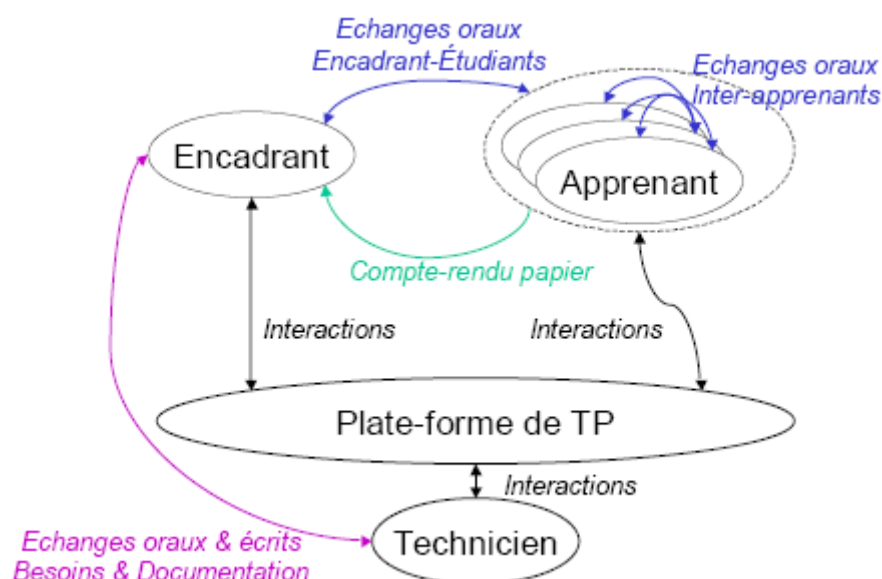 Echanges oraux
Encadrant-Étudiants
Echanges oraux
Inter-apprenants
Encadrant
Apprenant
Compte-rendu papier
Interactions
Interactions
Plate-forme de TP
Interactions
Technicien
Echanges oraux & écrits
Besoins & Documentation